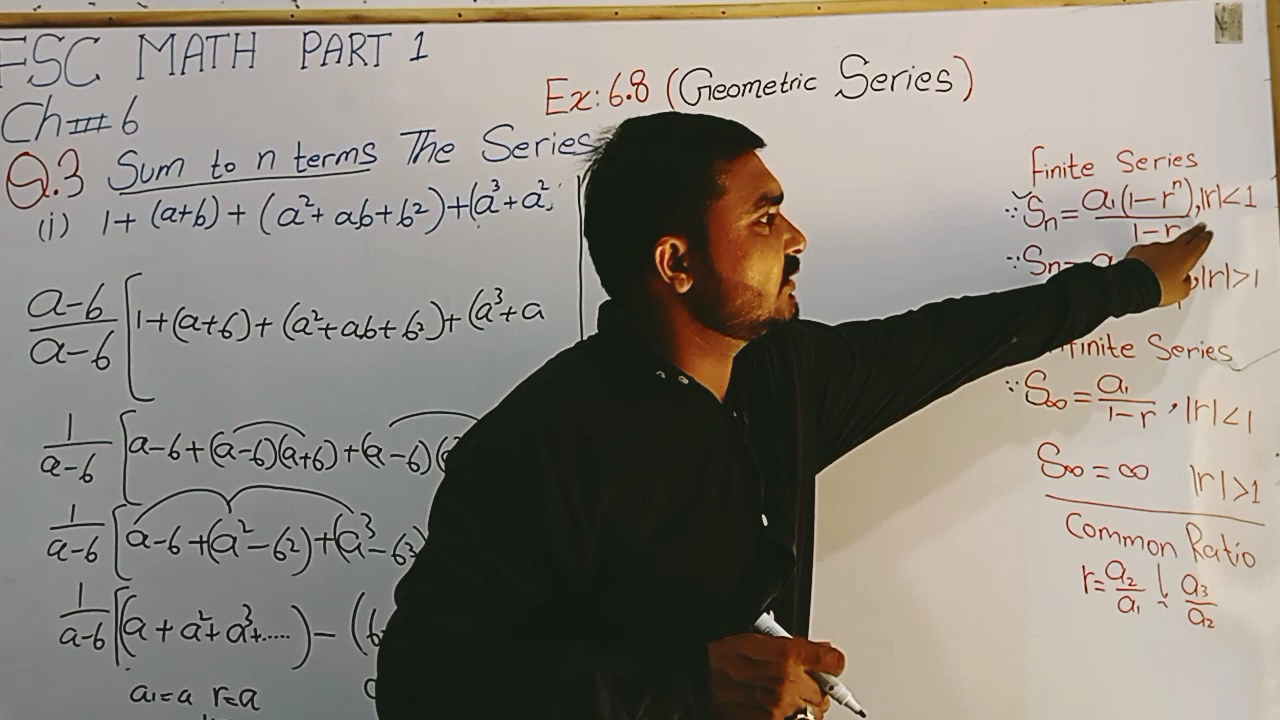 FSC MATH PART 1
Ch# 6
Ex: 6.8 (Geometric Series)
Q.3 Sum to n terms The Series
(i) 1+ (a+b) + (a²+ ab+b²)+(a³+a²
a-b/a-b [1+(a+b)+(a²+ab+b²)+(a³+a
1/a-b [a-b+(a-b)(a+b)+(a-b)(
1/a-b [a-b+(a²-b²)+(a³-b³
1/a-b [(a+a²+a³+.....)-(b
a₁=a r=a
finite Series
∵ Sn=a₁(1-rⁿ)/1-r, |r|<1
∵ Sn= a ,|r|>1
finite Series
∵ S∞=a₁/1-r, |r|<1
S∞=∞ |r|>1
Common Ratio
r=a₂/a₁ ¦ a₃/a₂